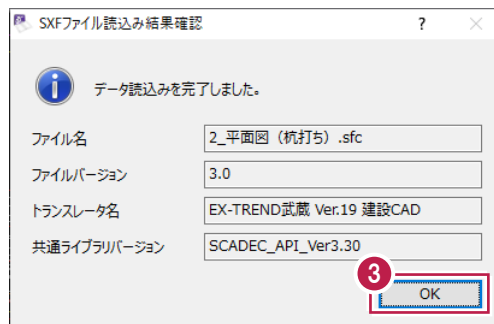 SXFファイル読込み結果確認 ?
データ読込みを完了しました。
ファイル名 2_平面図（杭打ち）.sfc
ファイルバージョン 3.0
トランスレータ名 EX-TREND武蔵 Ver.19 建設CAD
共通ライブラリバージョン SCADEC_API_Ver3.30
3
OK